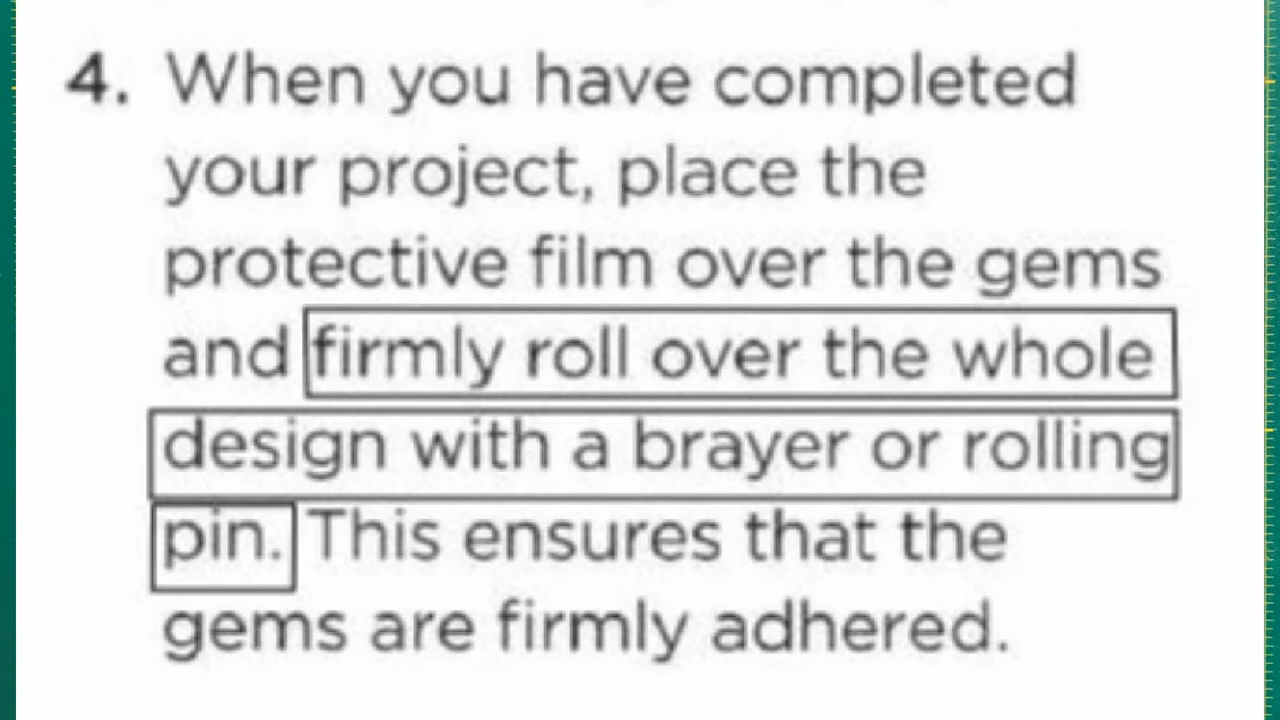 4. When you have completed
your project, place the
protective film over the gems
and firmly roll over the whole
design with a brayer or rolling
pin. This ensures that the
gems are firmly adhered.